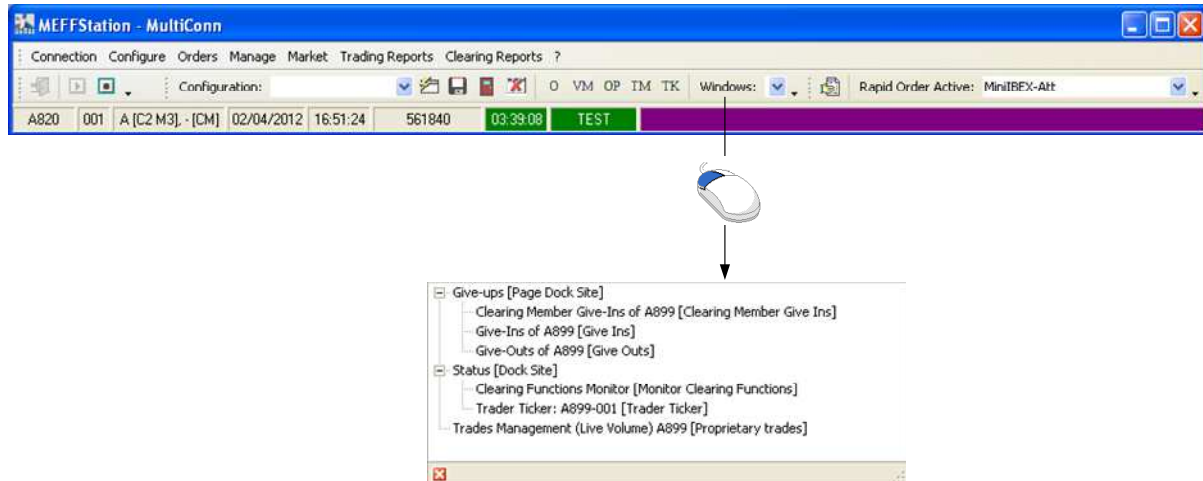 MEFFStation - MultiConn
Connection Configure Orders Manage Market Trading Reports Clearing Reports ?
Configuration: O VM OP TM TK Windows: Rapid Order Active: MiniIBEX-Att
A820 001 A [C2 M3], - [CM] 02/04/2012 16:51:24 561840 03:39:08 TEST
Give-ups [Page Dock Site]
Clearing Member Give-Ins of A899 [Clearing Member Give Ins]
Give-Ins of A899 [Give Ins]
Give-Outs of A899 [Give Outs]
Status [Dock Site]
Clearing Functions Monitor [Monitor Clearing Functions]
Trader Ticker: A899-001 [Trader Ticker]
Trades Management (Live Volume) A899 [Proprietary trades]